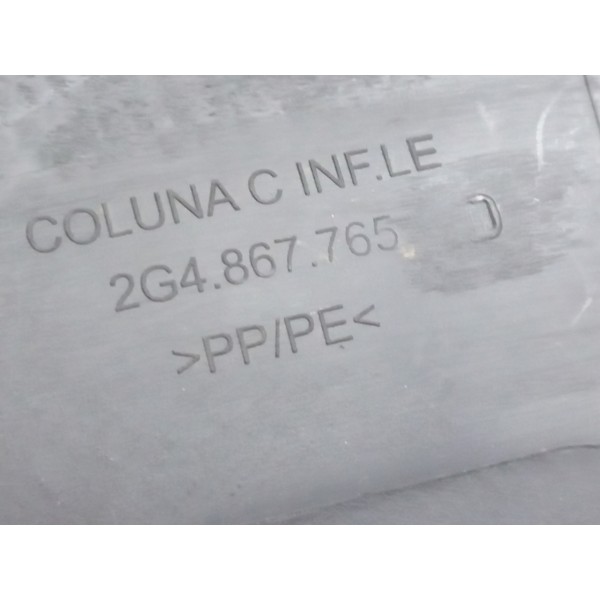 COLUNA C INF.LE
2G4.867.765
>PP/PE<